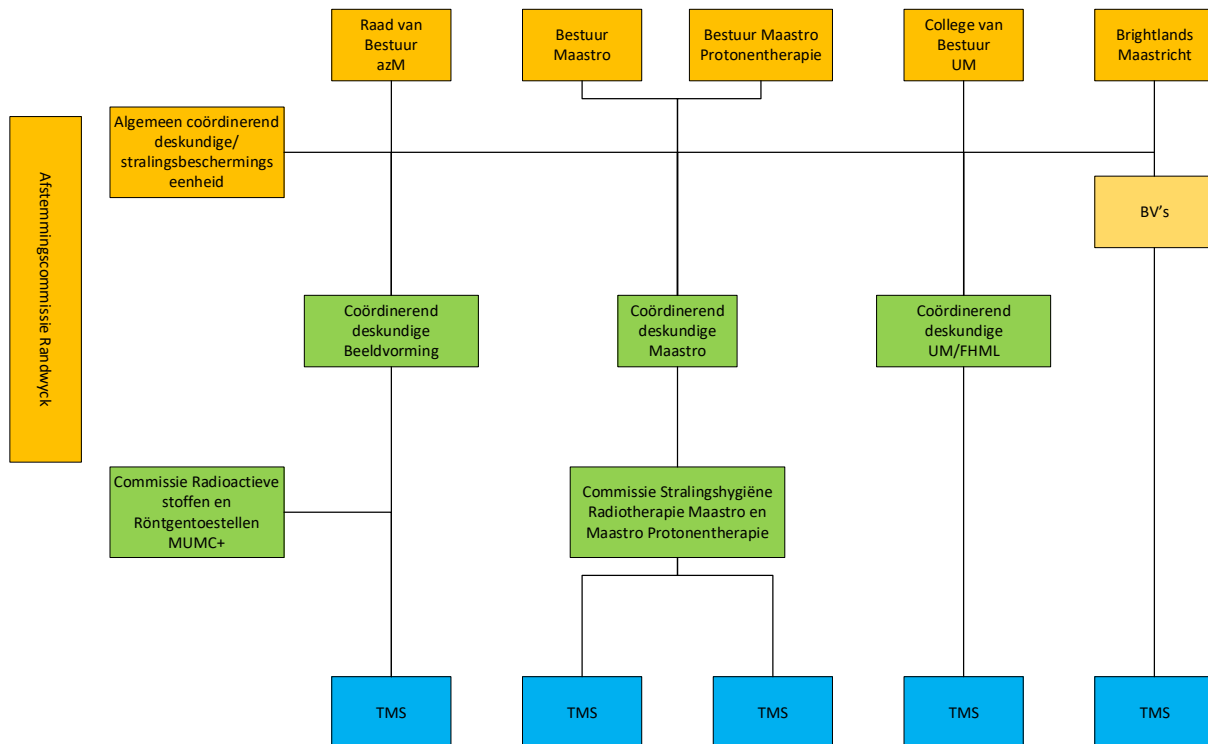 Raad van
Bestuur
azM
Bestuur
Maastro
Bestuur Maastro
Protonentherapie
College van
Bestuur
UM
Brightlands
Maastricht
Afstemmingscommissie Randwyck
Algemeen coördinerend
deskundige/
stralingsbeschermings
eenheid
BV’s
Coördinerend
deskundige
Beeldvorming
Coördinerend
deskundige
Maastro
Coördinerend
deskundige
UM/FHML
Commissie Radioactieve
stoffen en
Röntgentoestellen
MUMC+
Commissie Stralingshygiëne
Radiotherapie Maastro en
Maastro Protonentherapie
TMS
TMS
TMS
TMS
TMS